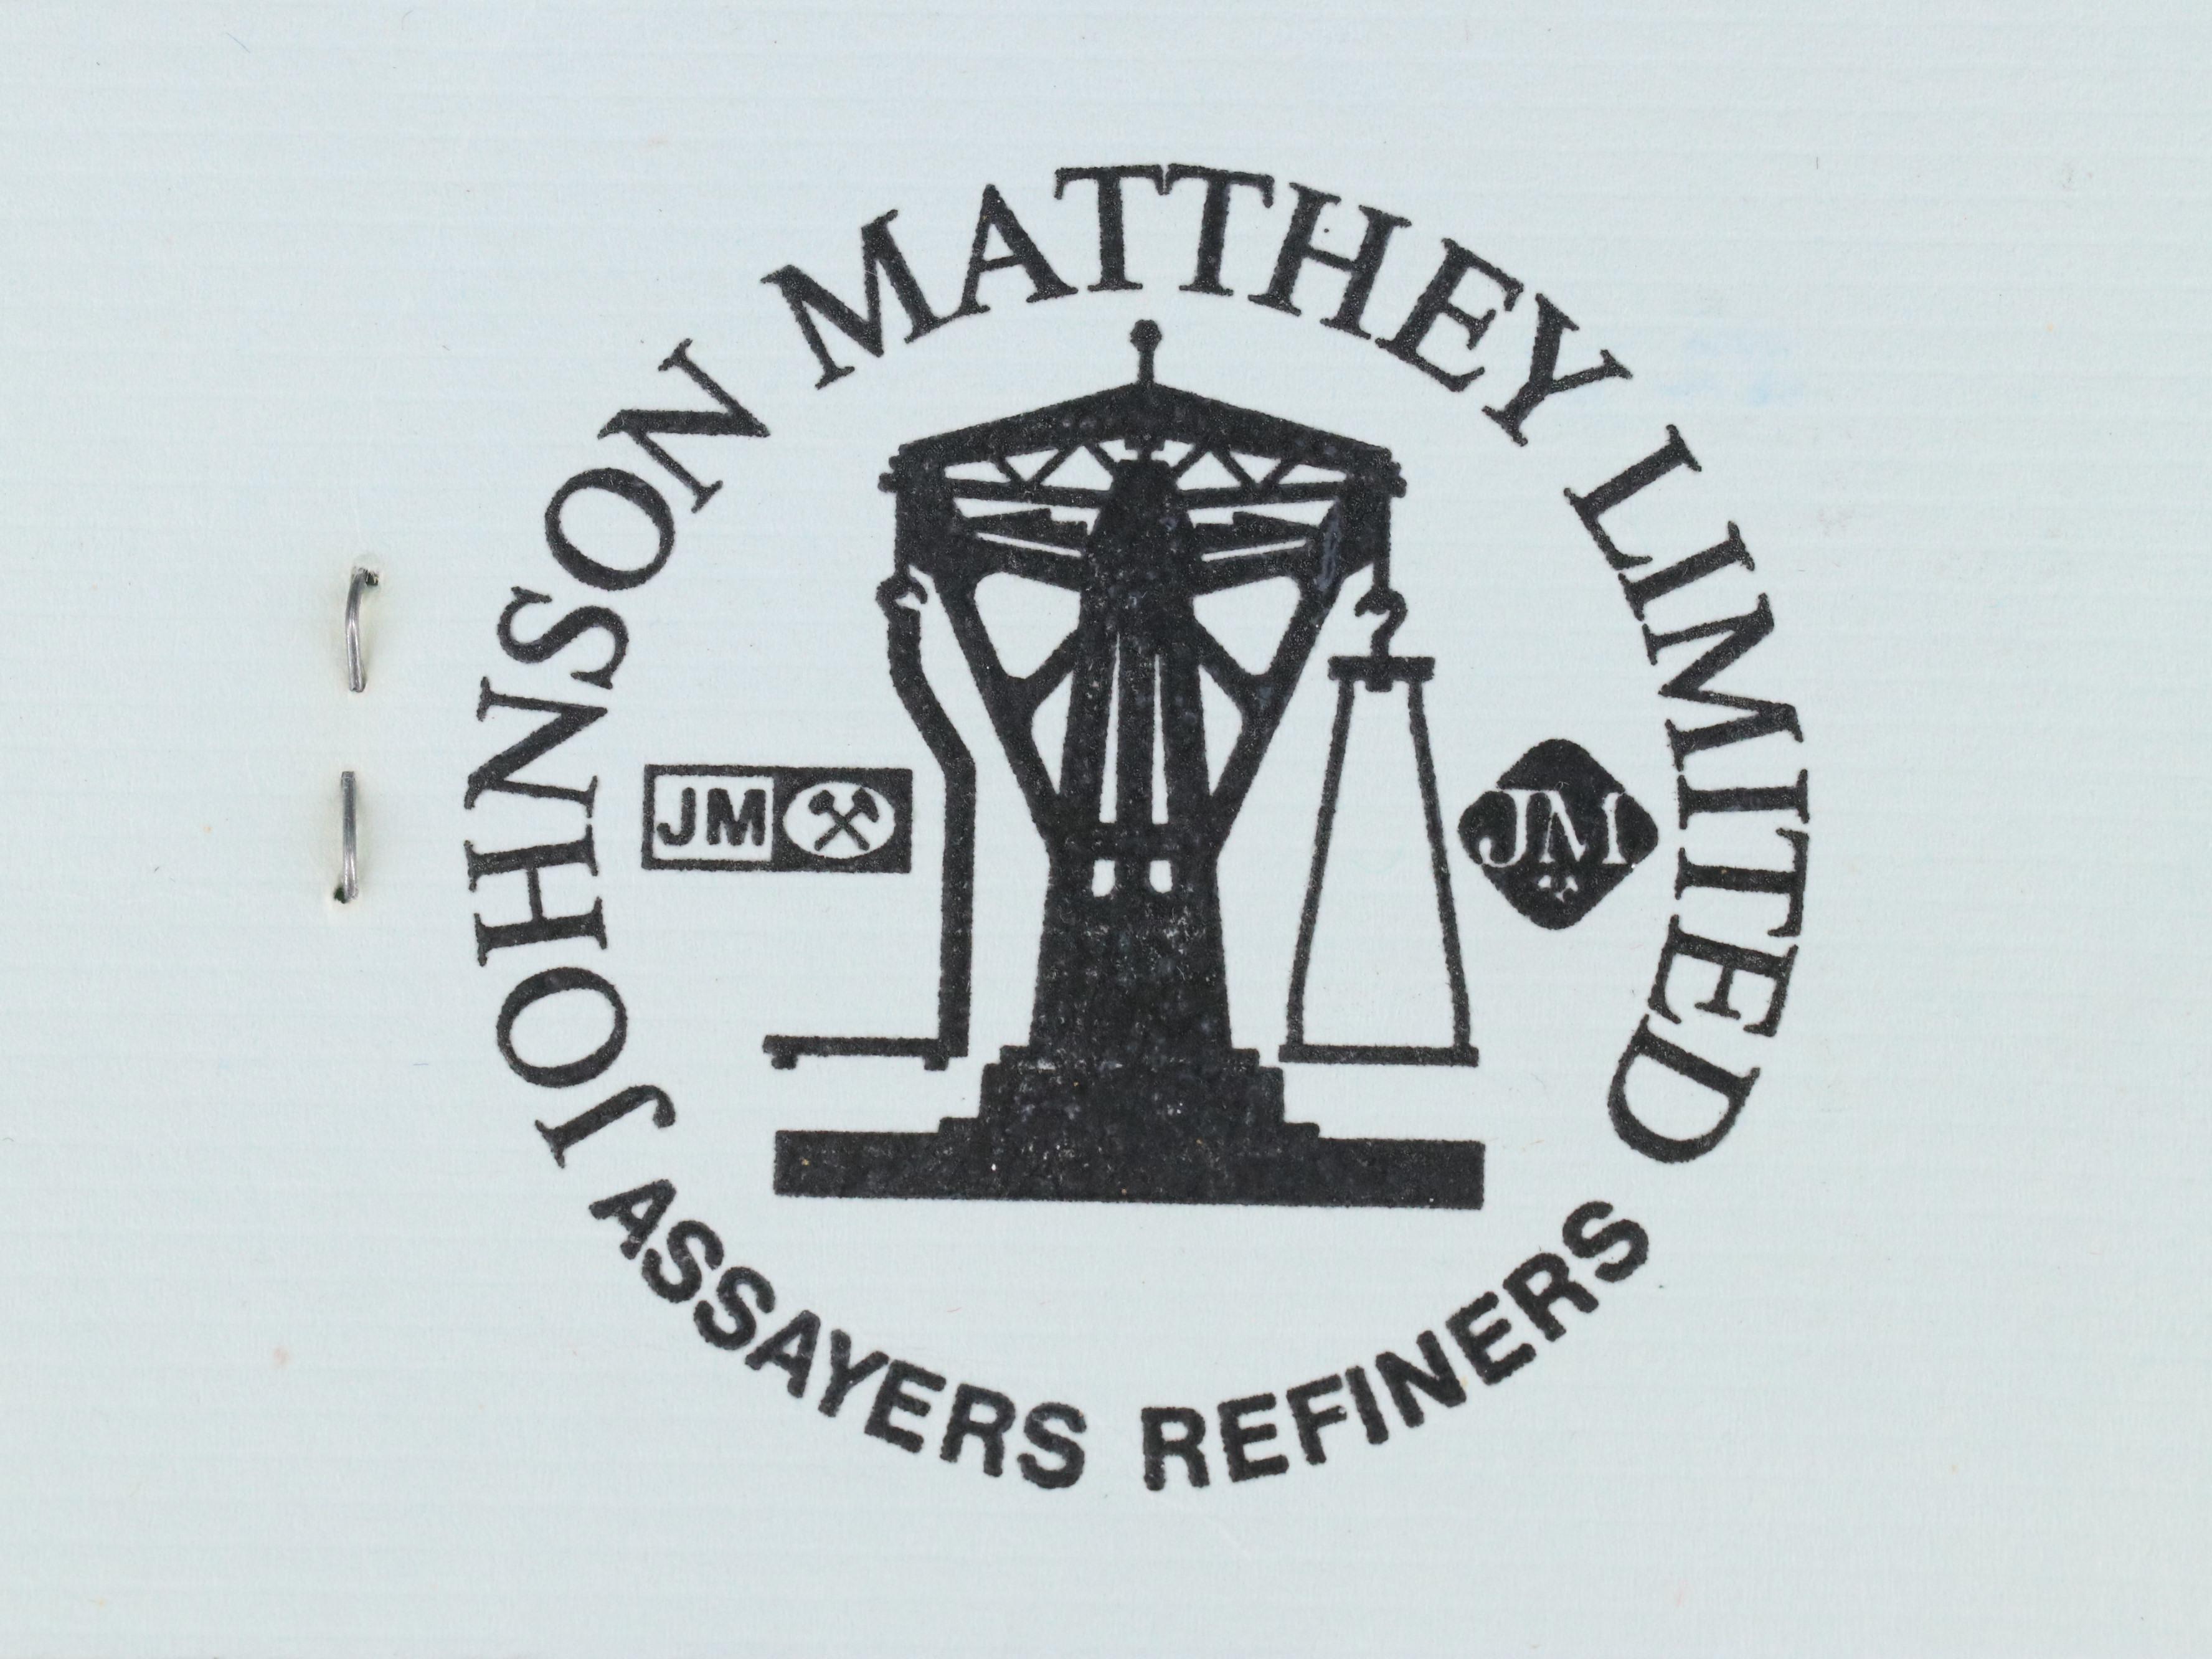 JOHNSON MATTHEY LIMITED
JM
JM
ASSAYERS REFINERS